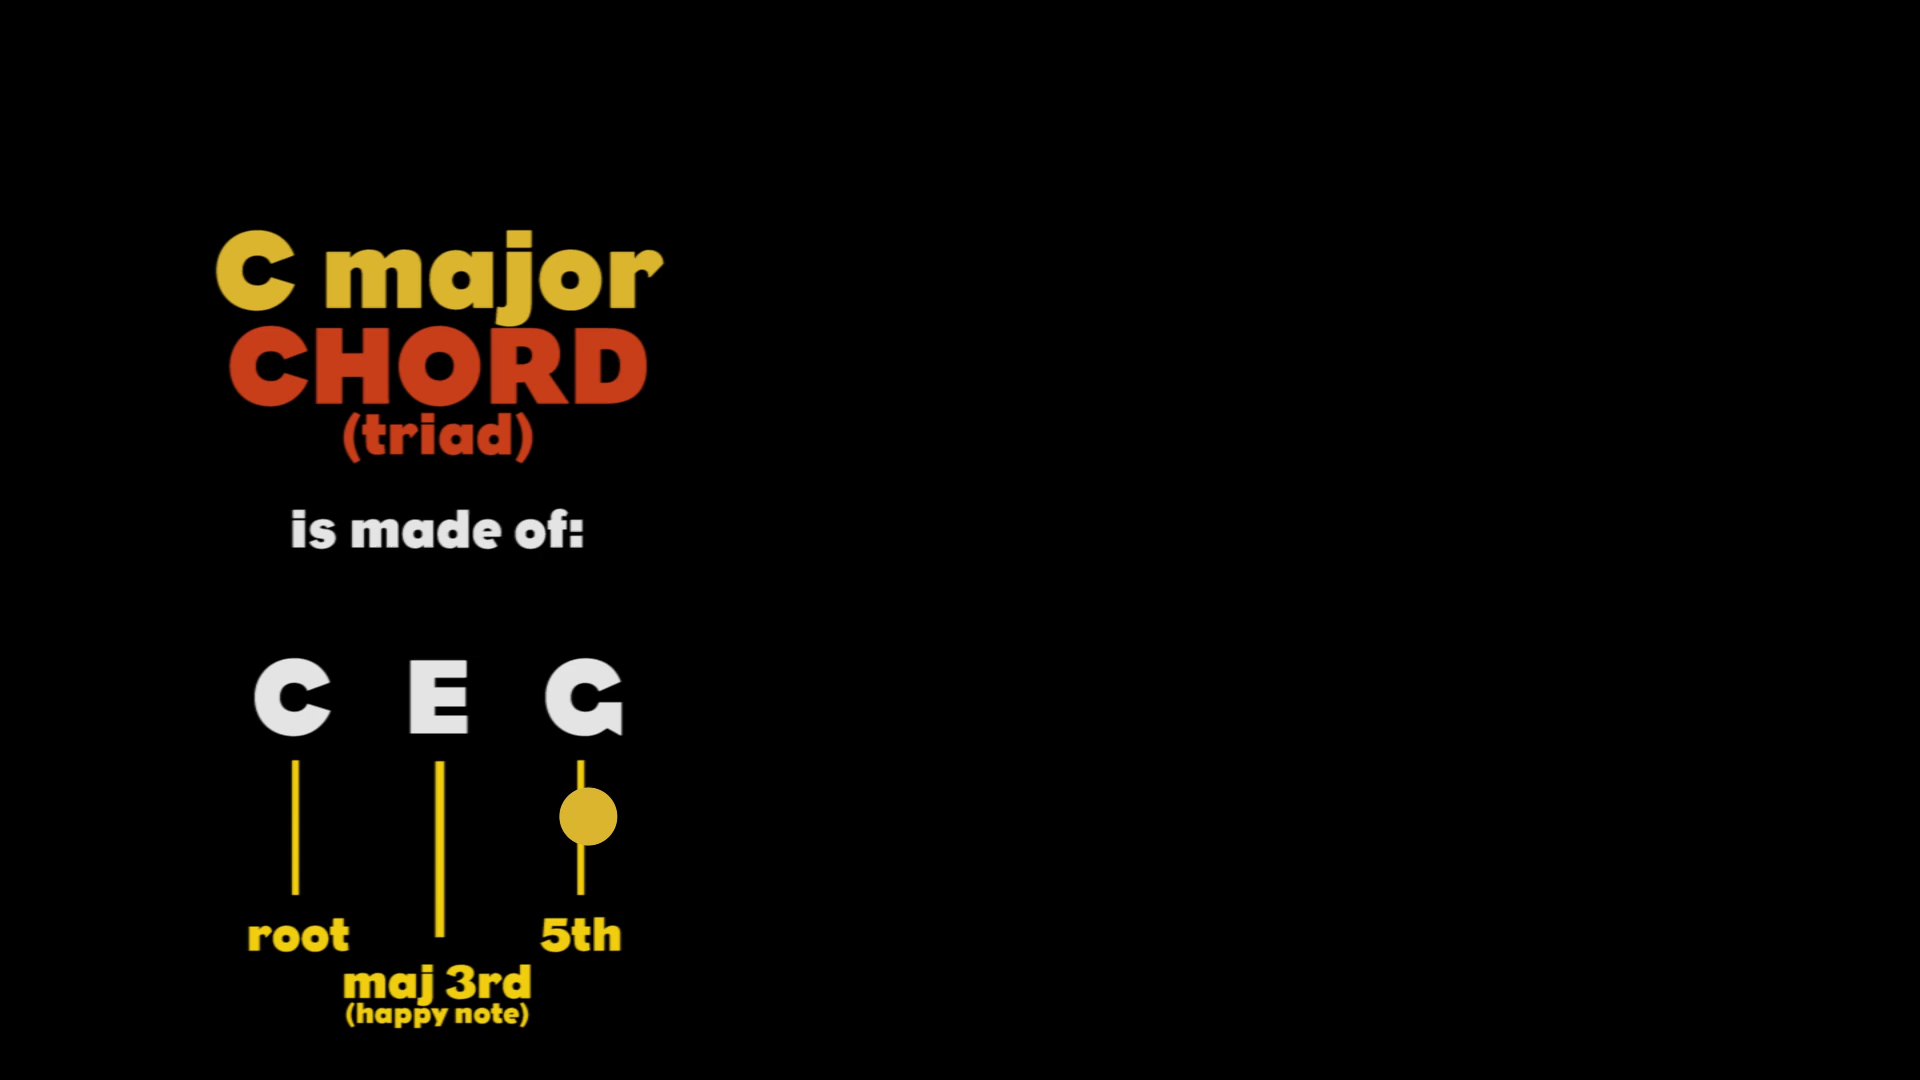 C major
CHORD
(triad)
is made of:
C E G
root 5th
maj 3rd
(happy note)